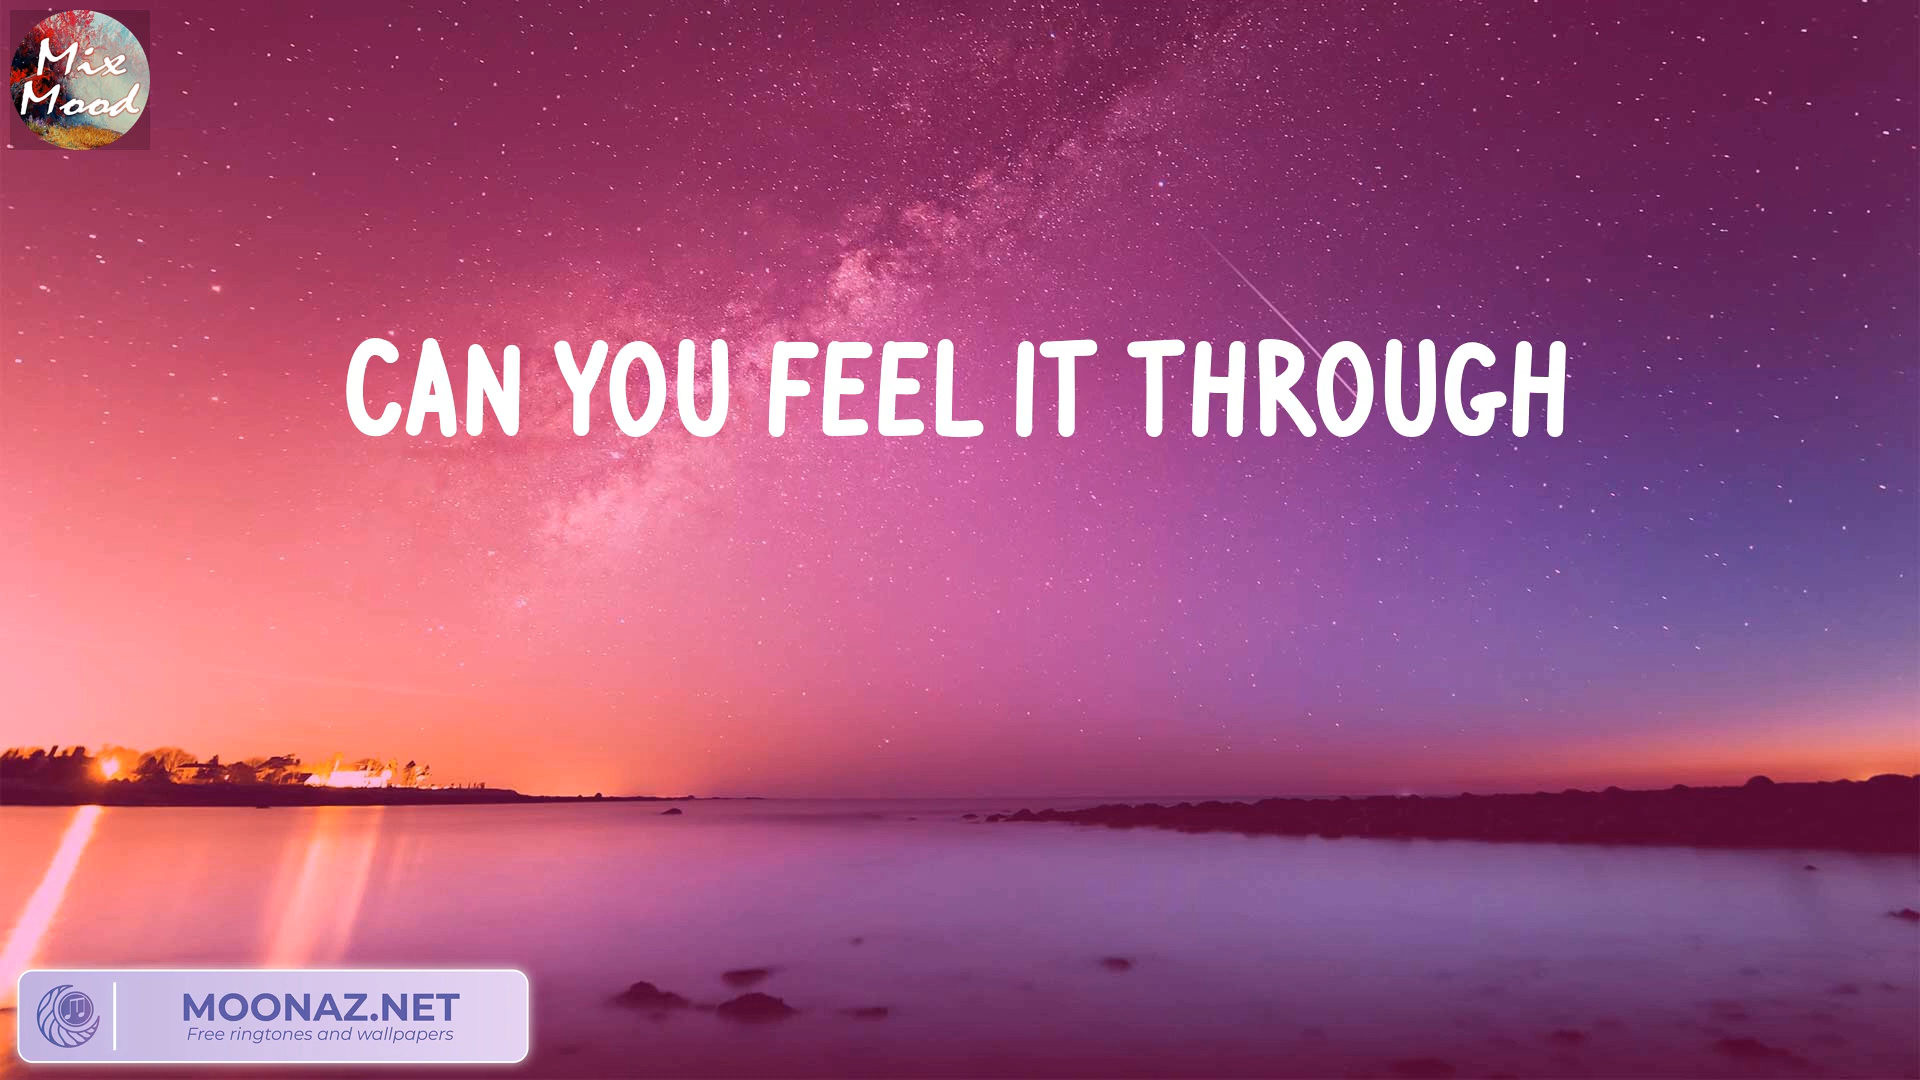 Mix
Mood
CAN YOU FEEL IT THROUGH
MOONAZ.NET
Free ringtones and wallpapers